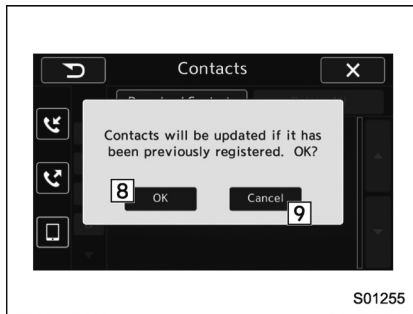 Contacts
Contacts will be updated if it has
been previously registered. OK?
8
OK
Cancel
9
S01255